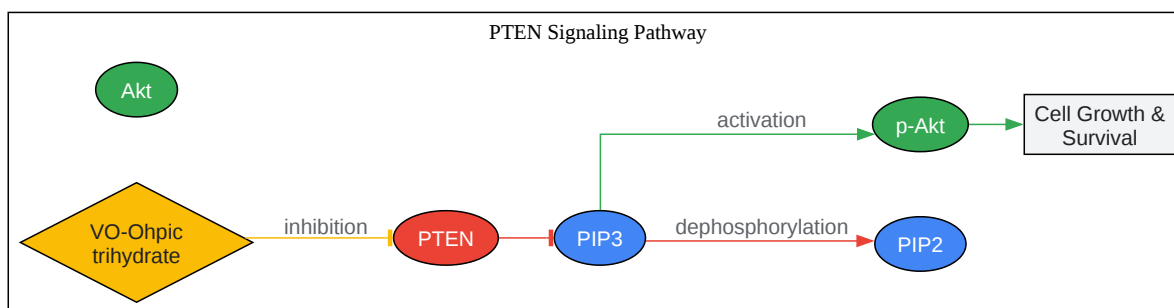 PTEN Signaling Pathway
Akt
activation
p-Akt
Cell Growth &
Survival
VO-Ohpic
trihydrate
inhibition
PTEN
PIP3
dephosphorylation
PIP2